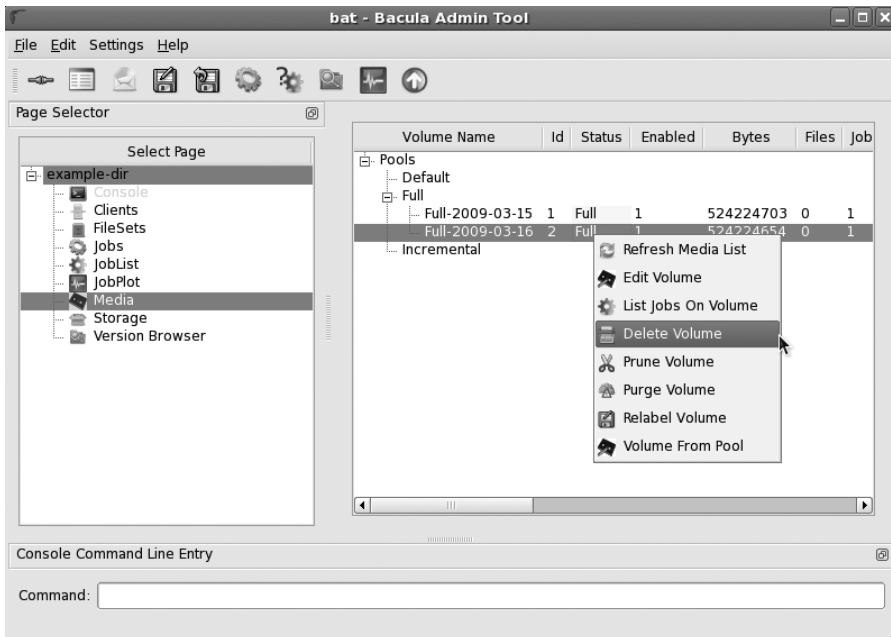 bat - Bacula Admin Tool
File Edit Settings Help
Page Selector
Select Page
example-dir
Console
Clients
FileSets
Jobs
JobList
JobPlot
Media
Storage
Version Browser
Volume Name Id Status Enabled Bytes Files Job
Pools
Default
Full
Full-2009-03-15 1 Full 1 524224703 0 1
Full-2009-03-16 2 Full 1 524224654 0 1
Incremental
Refresh Media List
Edit Volume
List Jobs On Volume
Delete Volume
Prune Volume
Purge Volume
Relabel Volume
Volume From Pool
Console Command Line Entry
Command: